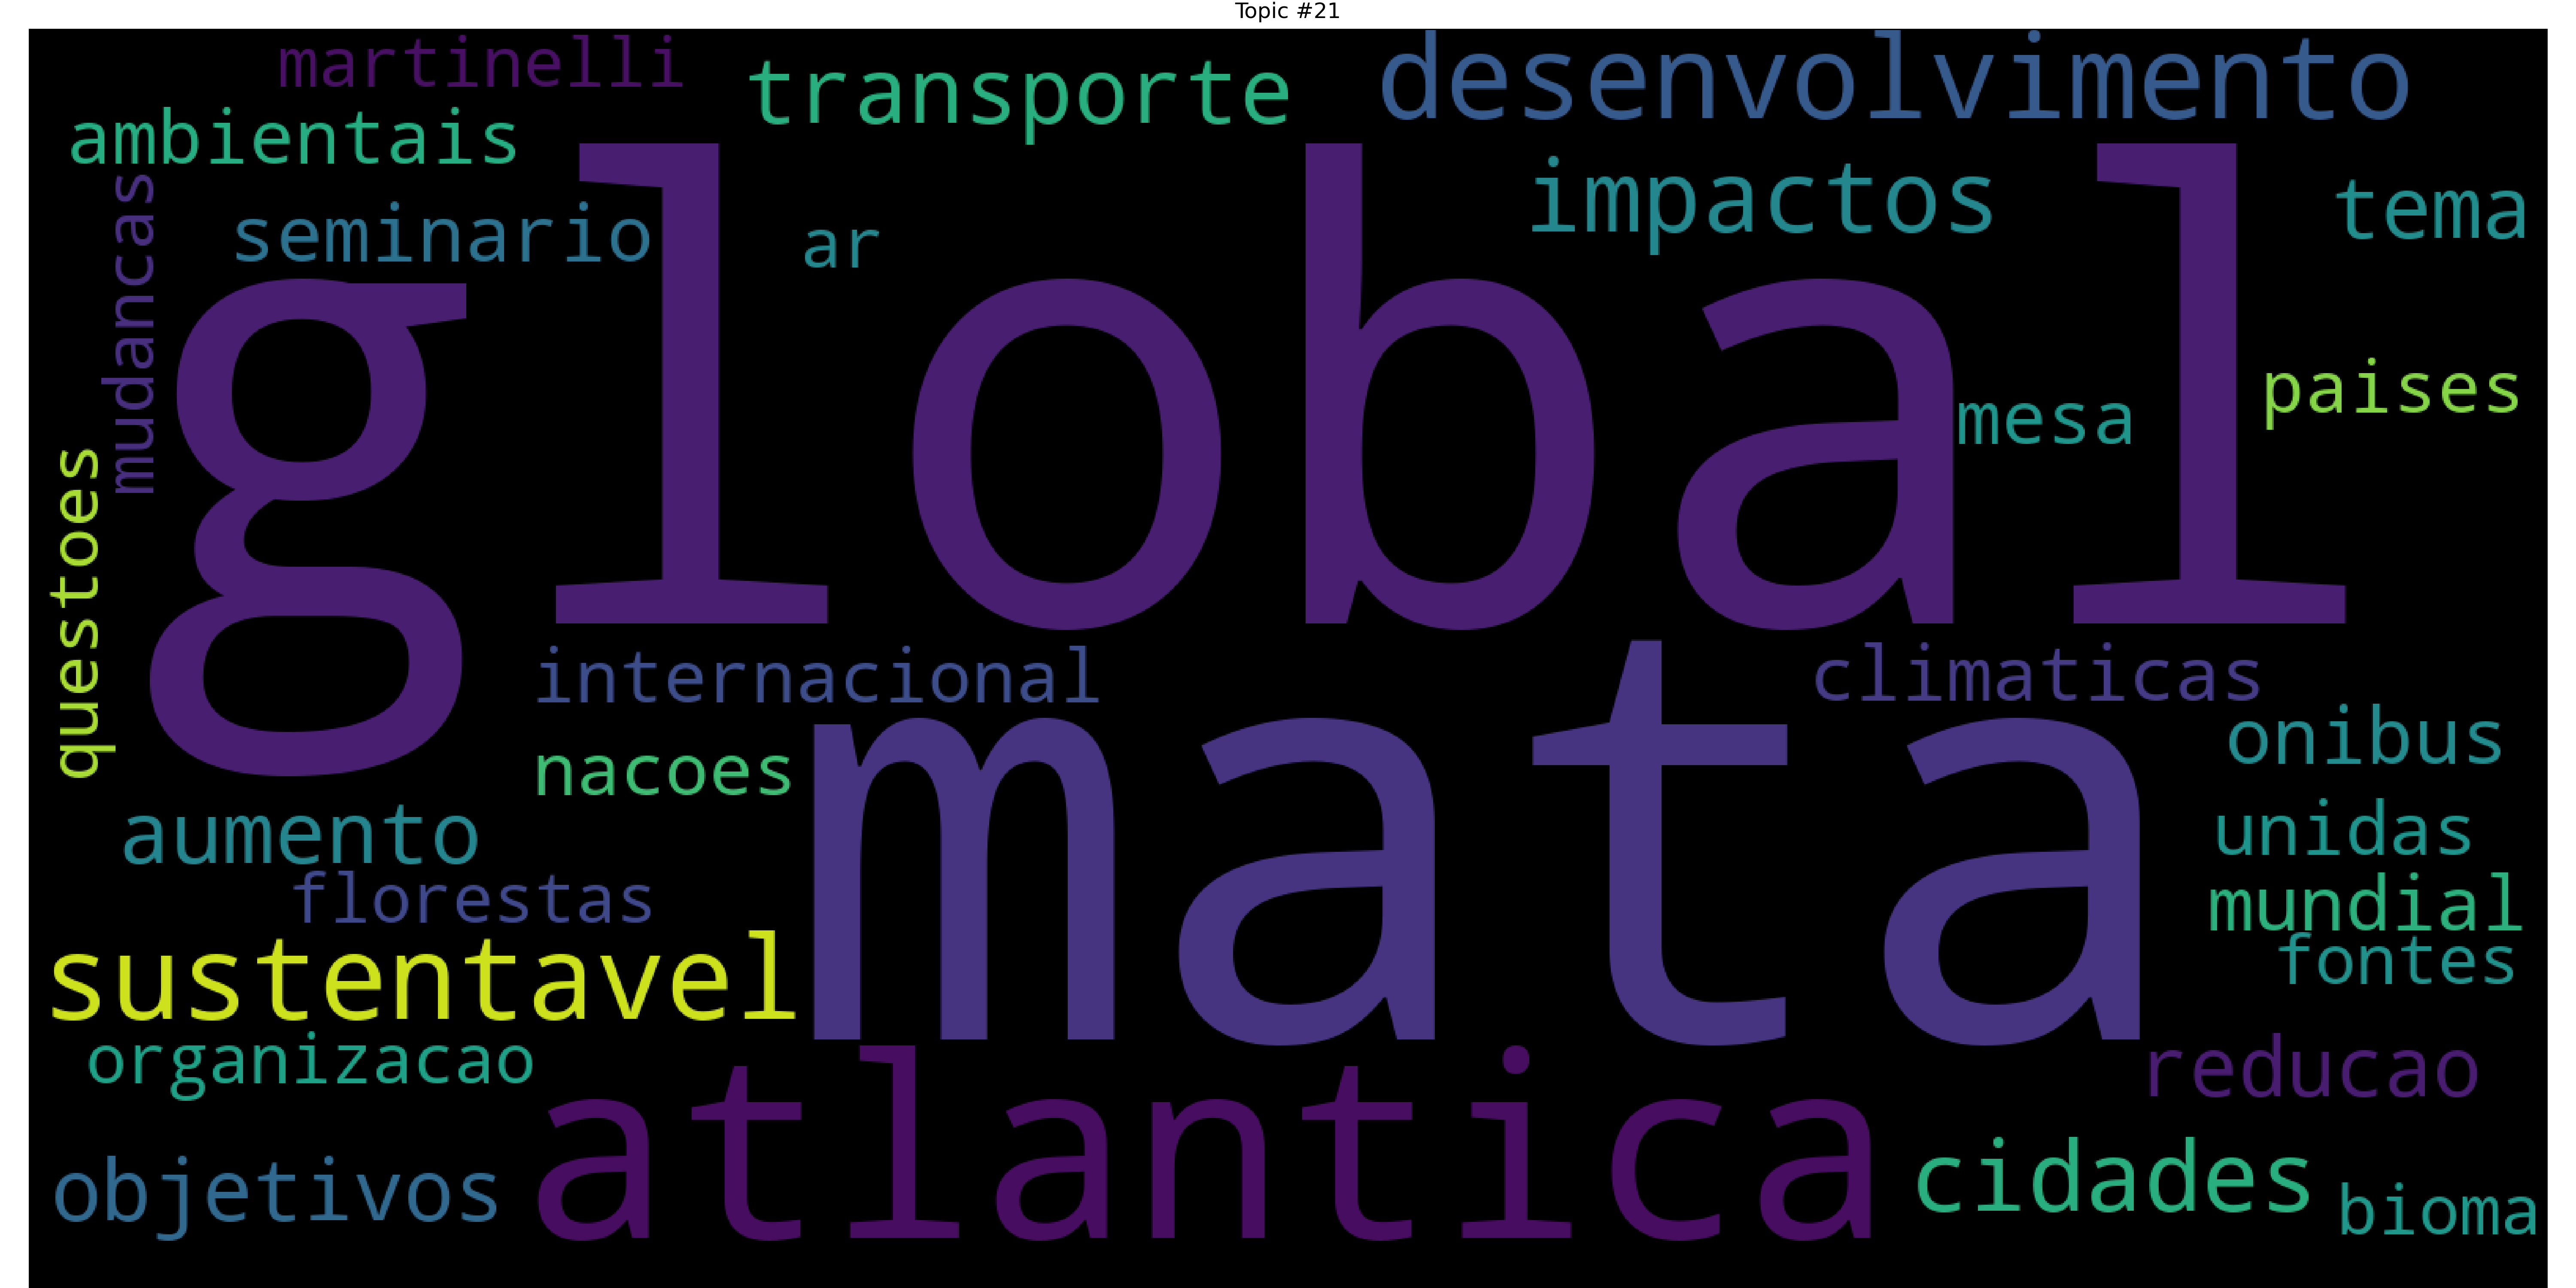 Topic #21
martinelli
transporte
desenvolvimento
ambientais
impactos
tema
seminario
ar
mudancas
global
paises
mesa
questoes
internacional
climaticas
mata
onibus
nacoes
aumento
unidas
florestas
mundial
fontes
sustentavel
organizacao
reducao
atlantica
objetivos
cidades
bioma